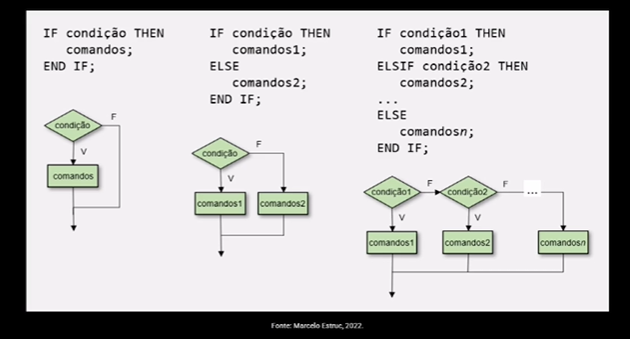 IF condição THEN
comandos;
END IF;
IF condição THEN
comandos1;
ELSE
comandos2;
END IF;
IF condição1 THEN
comandos1;
ELSIF condição2 THEN
comandos2;
...
ELSE
comandosn;
END IF;
condição
F
V
comandos
condição
F
V
comandos1
comandos2
condição1
F
condição2
F
...
V
V
comandos1
comandos2
comandosn
Fonte: Marcelo Estruc, 2022.